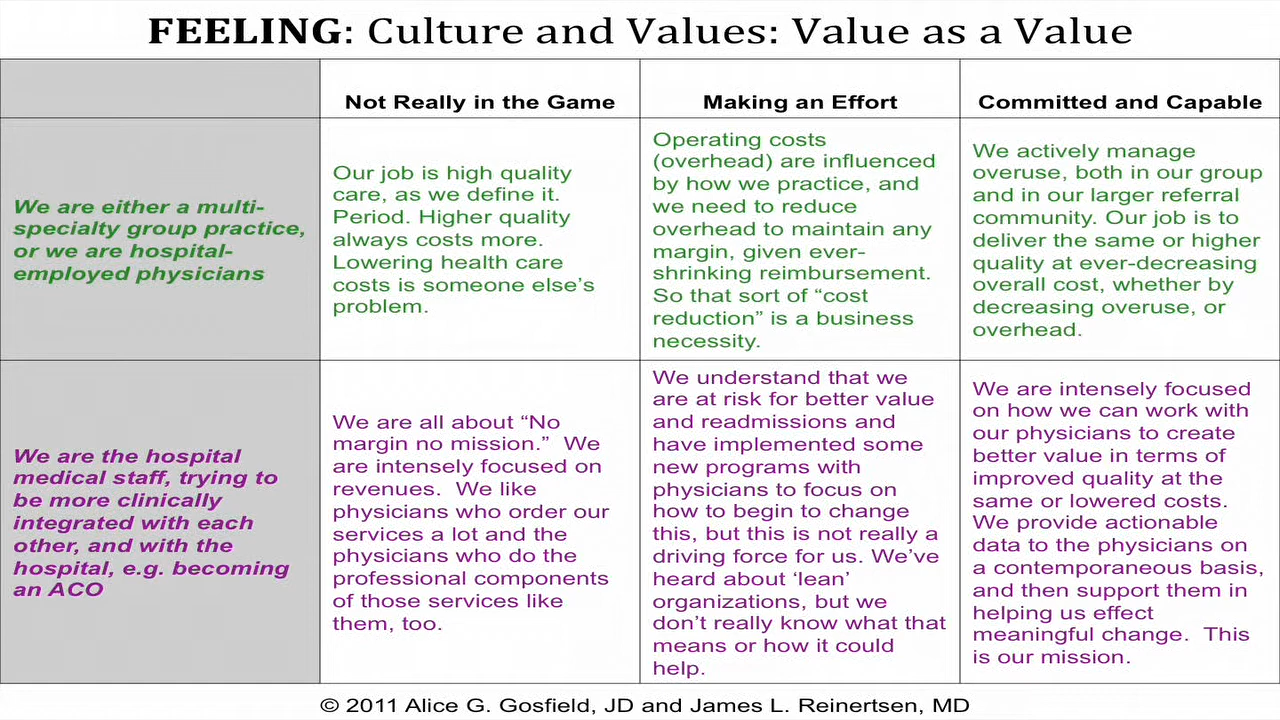 FEELING: Culture and Values: Value as a Value
Not Really in the Game
Making an Effort
Committed and Capable
We are either a multi-
specialty group practice,
or we are hospital-
employed physicians
Our job is high quality
care, as we define it.
Period. Higher quality
always costs more.
Lowering health care
costs is someone else’s
problem.
Operating costs
(overhead) are influenced
by how we practice, and
we need to reduce
overhead to maintain any
margin, given ever-
shrinking reimbursement.
So that sort of “cost
reduction” is a business
necessity.
We actively manage
overuse, both in our group
and in our larger referral
community. Our job is to
deliver the same or higher
quality at ever-decreasing
overall cost, whether by
decreasing overuse, or
overhead.
We are the hospital
medical staff, trying to
be more clinically
integrated with each
other, and with the
hospital, e.g. becoming
an ACO
We are all about “No
margin no mission.”  We
are intensely focused on
revenues.  We like
physicians who order our
services a lot and the
physicians who do the
professional components
of those services like
them, too.
We understand that we
are at risk for better value
and readmissions and
have implemented some
new programs with
physicians to focus on
how to begin to change
this, but this is not really a
driving force for us. We’ve
heard about ‘lean’
organizations, but we
don’t really know what that
means or how it could
help.
We are intensely focused
on how we can work with
our physicians to create
better value in terms of
improved quality at the
same or lowered costs.
We provide actionable
data to the physicians on
a contemporaneous basis,
and then support them in
helping us effect
meaningful change.  This
is our mission.
© 2011 Alice G. Gosfield, JD and James L. Reinertsen, MD